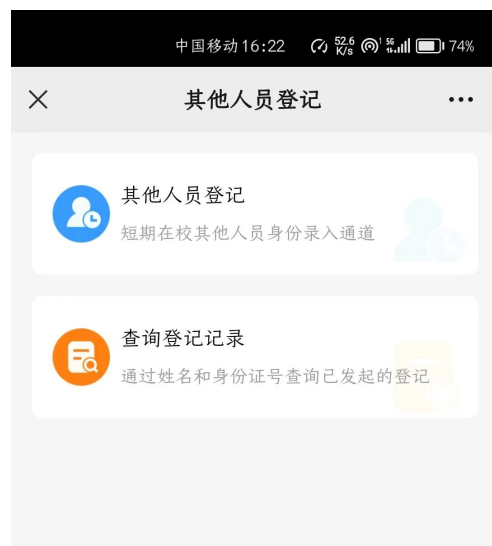 中国移动 16:22 52.6 K/s 5G 74%
其他人员登记
其他人员登记
短期在校其他人员身份录入通道
查询登记记录
通过姓名和身份证号查询已发起的登记